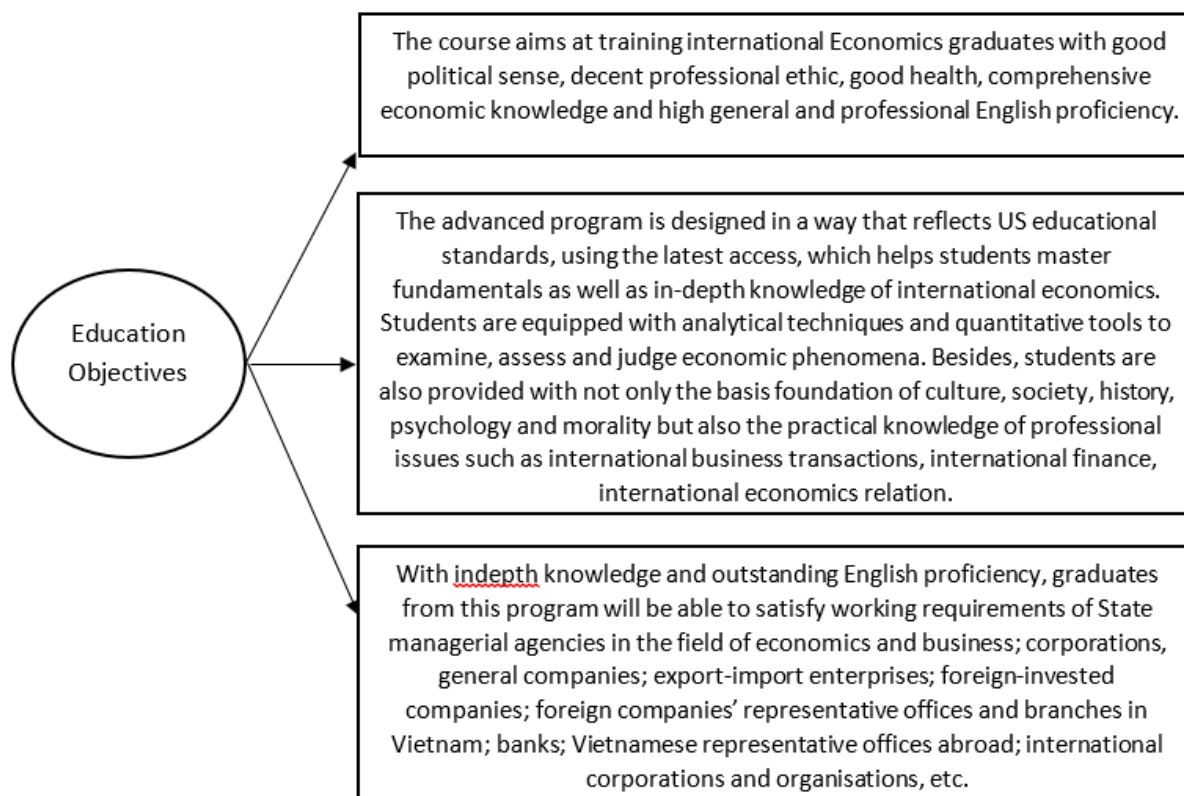 The course aims at training international Economics graduates with good
political sense, decent professional ethic, good health, comprehensive
economic knowledge and high general and professional English proficiency.
The advanced program is designed in a way that reflects US educational
standards, using the latest access, which helps students master
fundamentals as well as in-depth knowledge of international economics.
Students are equipped with analytical techniques and quantitative tools to
examine, assess and judge economic phenomena. Besides, students are
also provided with not only the basis foundation of culture, society, history,
psychology and morality but also the practical knowledge of professional
issues such as international business transactions, international finance,
international economics relation.
Education
Objectives
With indepth knowledge and outstanding English proficiency, graduates
from this program will be able to satisfy working requirements of State
managerial agencies in the field of economics and business; corporations,
general companies; export-import enterprises; foreign-invested
companies; foreign companies’ representative offices and branches in
Vietnam; banks; Vietnamese representative offices abroad; international
corporations and organisations, etc.